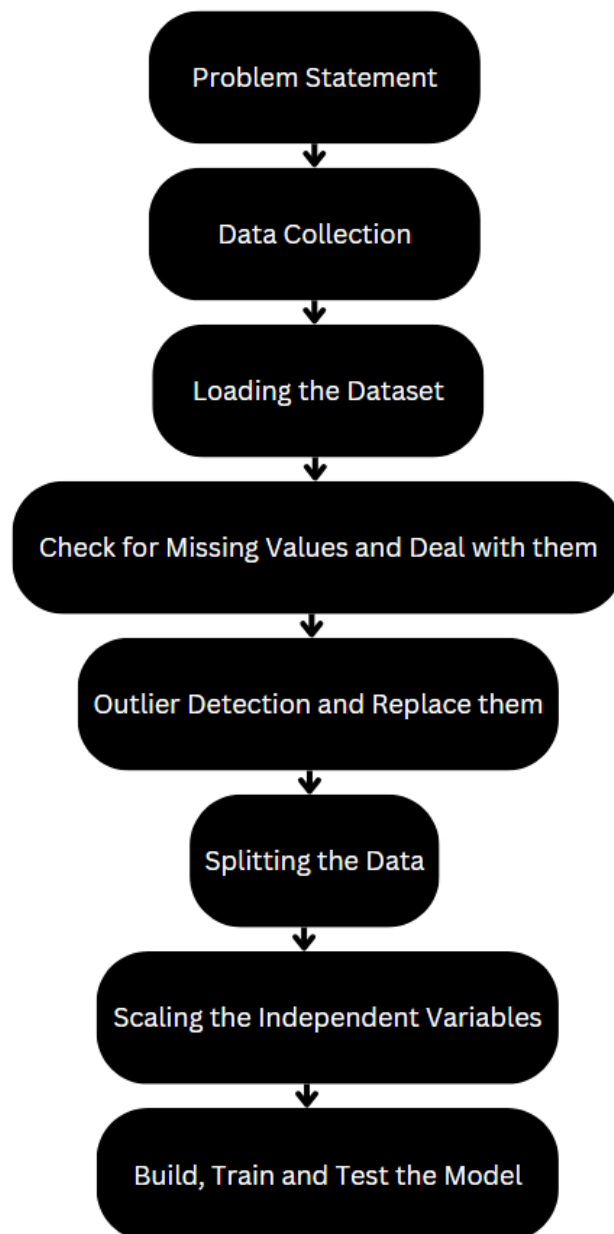 Problem Statement
Data Collection
Loading the Dataset
Check for Missing Values and Deal with them
Outlier Detection and Replace them
Splitting the Data
Scaling the Independent Variables
Build, Train and Test the Model